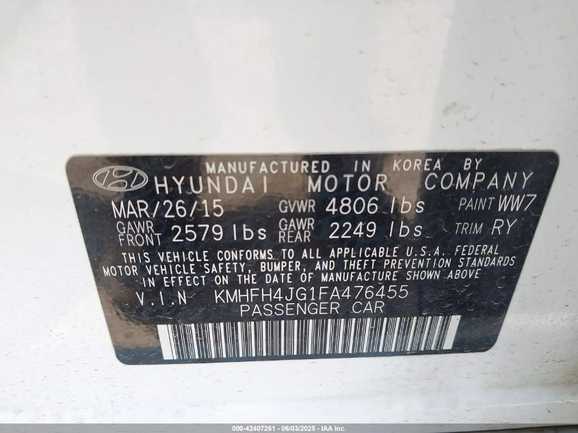 MANUFACTURED IN KOREA BY
HYUNDAI MOTOR COMPANY
MAR/26/15 GVWR 4806 lbs PAINT WW7
GAWR FRONT 2579 lbs GAWR REAR 2249 lbs TRIM RY
THIS VEHICLE CONFORMS TO ALL APPLICABLE U.S.A. FEDERAL
MOTOR VEHICLE SAFETY, BUMPER, AND THEFT PREVENTION STANDARDS
IN EFFECT ON THE DATE OF MANUFACTURE SHOWN ABOVE.
V.I.N KMHFH4JG1FA476455
PASSENGER CAR
000-42407261 - 06/03/2025 - © IAA Inc.